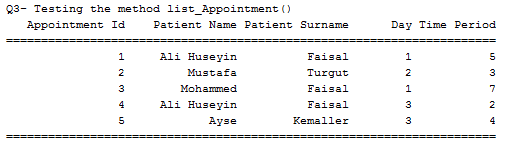 Q3- Testing the method list_Appointment()
Appointment Id Patient Name Patient Surname Day Time Period
================================================================
1 Ali Huseyin Faisal 1 5
2 Mustafa Turgut 2 3
3 Mohammed Faisal 1 7
4 Ali Huseyin Faisal 3 2
5 Ayse Kemaller 3 4
================================================================